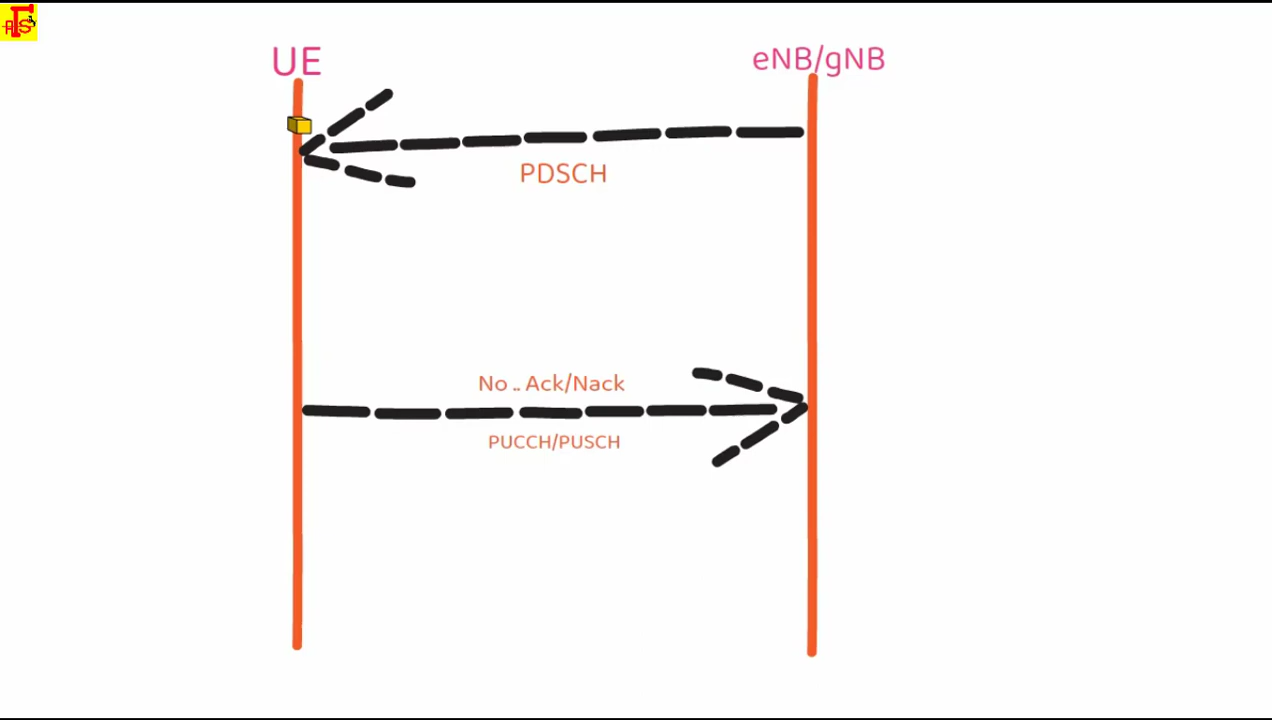 UE
eNB/gNB
PDSCH
No .. Ack/Nack
PUCCH/PUSCH